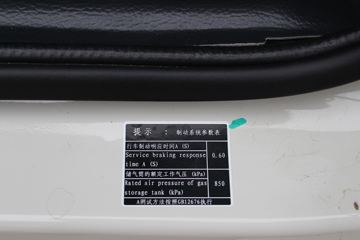 提示 : 制动系统参数表
行车制动响应时间A (S)
Service braking response
time A (S)
0.60
储气筒的额定工作气压 (kPa)
Rated air pressure of gas
storage tank (kPa)
850
A测试方法按照GB12676执行